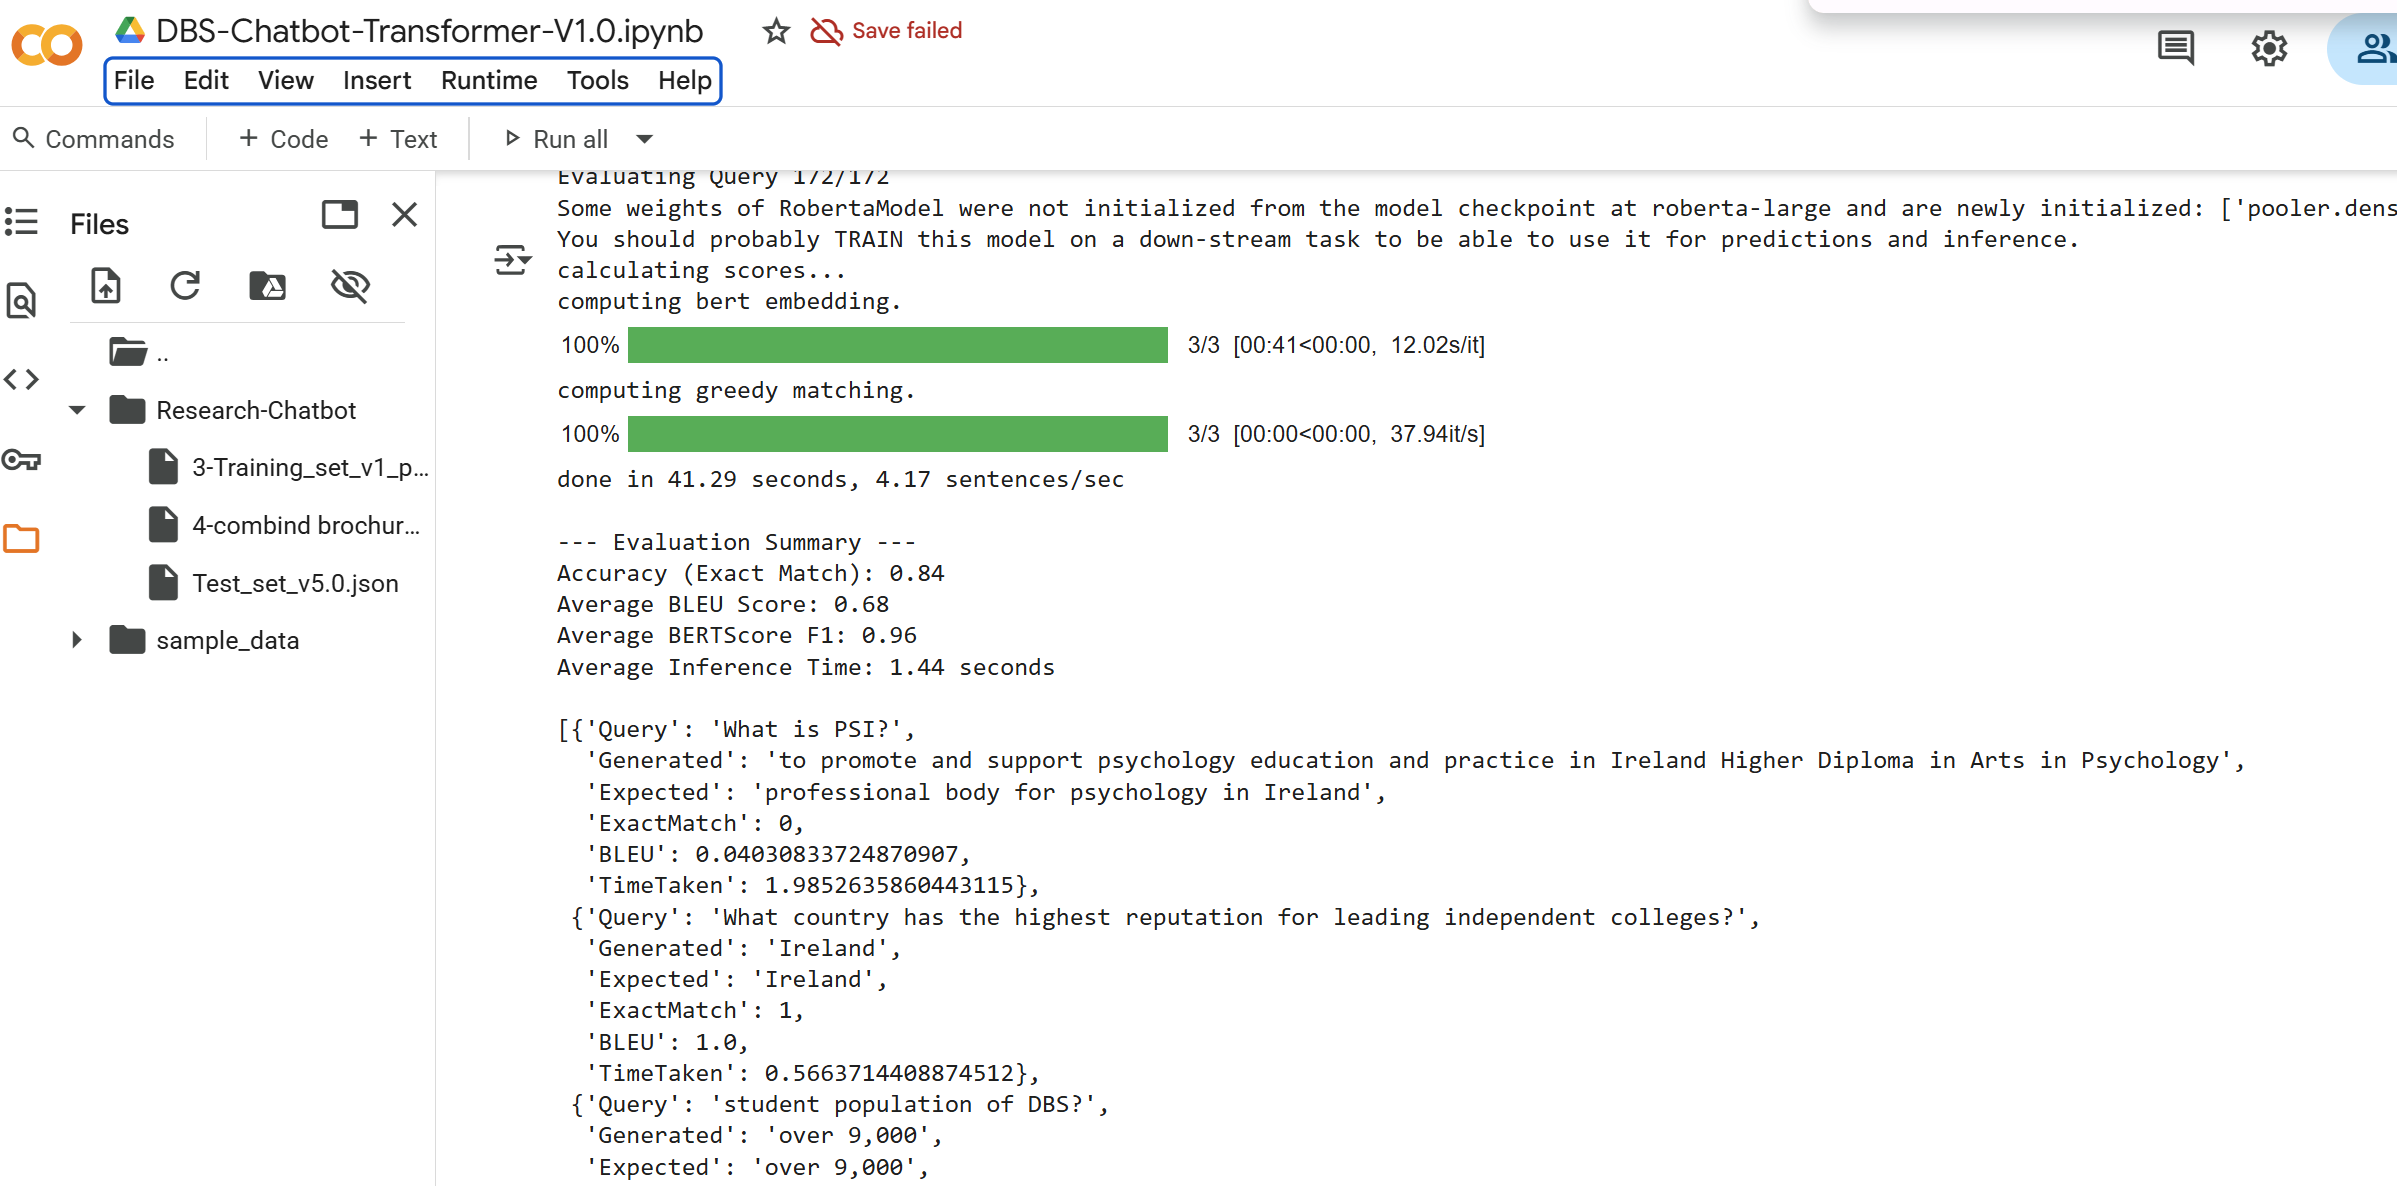 DBS-Chatbot-Transformer-V1.0.ipynb Save failed
File Edit View Insert Runtime Tools Help
Commands + Code + Text Run all
Files
..
Research-Chatbot
3-Training_set_v1_p...
4-combind brochur...
Test_set_v5.0.json
sample_data
Evaluating Query 172/172
Some weights of RobertaModel were not initialized from the model checkpoint at roberta-large and are newly initialized: ['pooler.dens
You should probably TRAIN this model on a down-stream task to be able to use it for predictions and inference.
calculating scores...
computing bert embedding.
100% 3/3 [00:41<00:00, 12.02s/it]
computing greedy matching.
100% 3/3 [00:00<00:00, 37.94it/s]
done in 41.29 seconds, 4.17 sentences/sec
--- Evaluation Summary ---
Accuracy (Exact Match): 0.84
Average BLEU Score: 0.68
Average BERTScore F1: 0.96
Average Inference Time: 1.44 seconds
[{'Query': 'What is PSI?',
'Generated': 'to promote and support psychology education and practice in Ireland Higher Diploma in Arts in Psychology',
'Expected': 'professional body for psychology in Ireland',
'ExactMatch': 0,
'BLEU': 0.04030833724870907,
'TimeTaken': 1.9852635860443115},
{'Query': 'What country has the highest reputation for leading independent colleges?',
'Generated': 'Ireland',
'Expected': 'Ireland',
'ExactMatch': 1,
'BLEU': 1.0,
'TimeTaken': 0.5663714408874512},
{'Query': 'student population of DBS?',
'Generated': 'over 9,000',
'Expected': 'over 9,000',